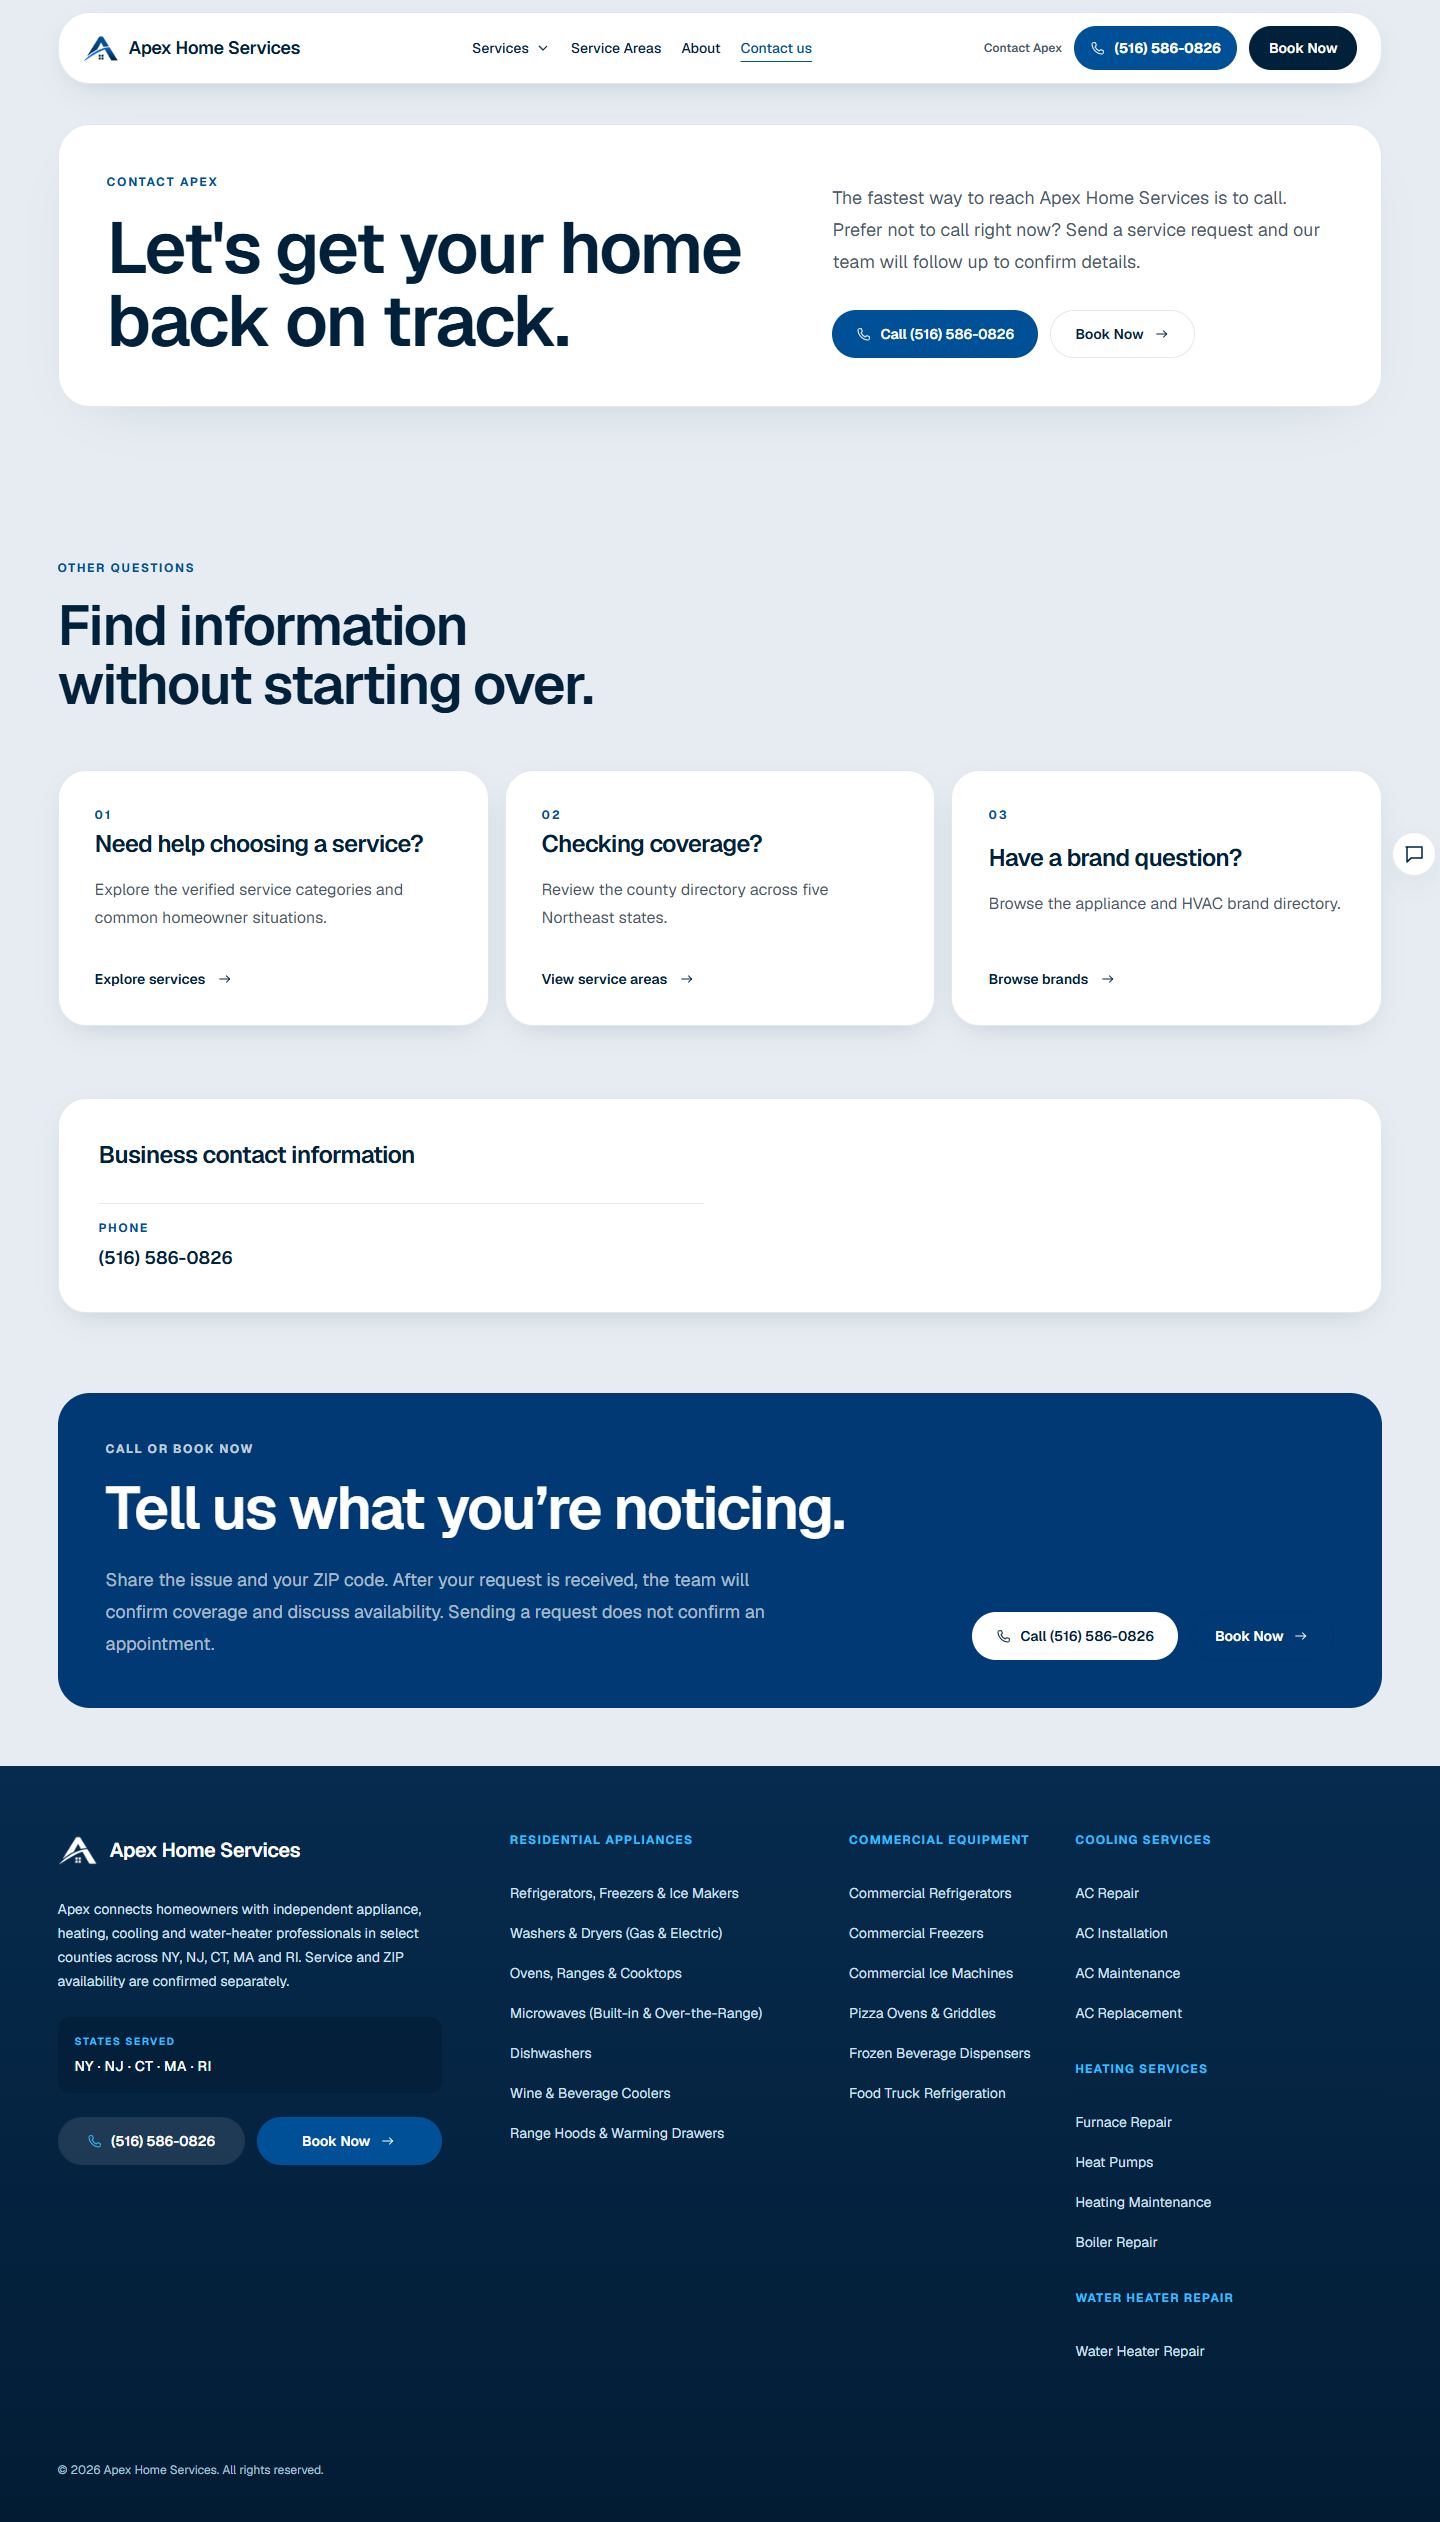 Apex Home Services
Services
Service Areas
About
Contact us
Contact Apex
(516) 586-0826
Book Now
CONTACT APEX
Let's get your home
back on track.
The fastest way to reach Apex Home Services is to call.
Prefer not to call right now? Send a service request and our
team will follow up to confirm details.
Call (516) 586-0826
Book Now
OTHER QUESTIONS
Find information
without starting over.
01
Need help choosing a service?
Explore the verified service categories and
common homeowner situations.
Explore services
02
Checking coverage?
Review the county directory across five
Northeast states.
View service areas
03
Have a brand question?
Browse the appliance and HVAC brand directory.
Browse brands
Business contact information
PHONE
(516) 586-0826
CALL OR BOOK NOW
Tell us what you’re noticing.
Share the issue and your ZIP code. After your request is received, the team will
confirm coverage and discuss availability. Sending a request does not confirm an
appointment.
Call (516) 586-0826
Book Now
Apex Home Services
Apex connects homeowners with independent appliance,
heating, cooling and water-heater professionals in select
counties across NY, NJ, CT, MA and RI. Service and ZIP
availability are confirmed separately.
STATES SERVED
NY · NJ · CT · MA · RI
(516) 586-0826
Book Now
RESIDENTIAL APPLIANCES
Refrigerators, Freezers & Ice Makers
Washers & Dryers (Gas & Electric)
Ovens, Ranges & Cooktops
Microwaves (Built-in & Over-the-Range)
Dishwashers
Wine & Beverage Coolers
Range Hoods & Warming Drawers
COMMERCIAL EQUIPMENT
Commercial Refrigerators
Commercial Freezers
Commercial Ice Machines
Pizza Ovens & Griddles
Frozen Beverage Dispensers
Food Truck Refrigeration
COOLING SERVICES
AC Repair
AC Installation
AC Maintenance
AC Replacement
HEATING SERVICES
Furnace Repair
Heat Pumps
Heating Maintenance
Boiler Repair
WATER HEATER REPAIR
Water Heater Repair
© 2026 Apex Home Services. All rights reserved.